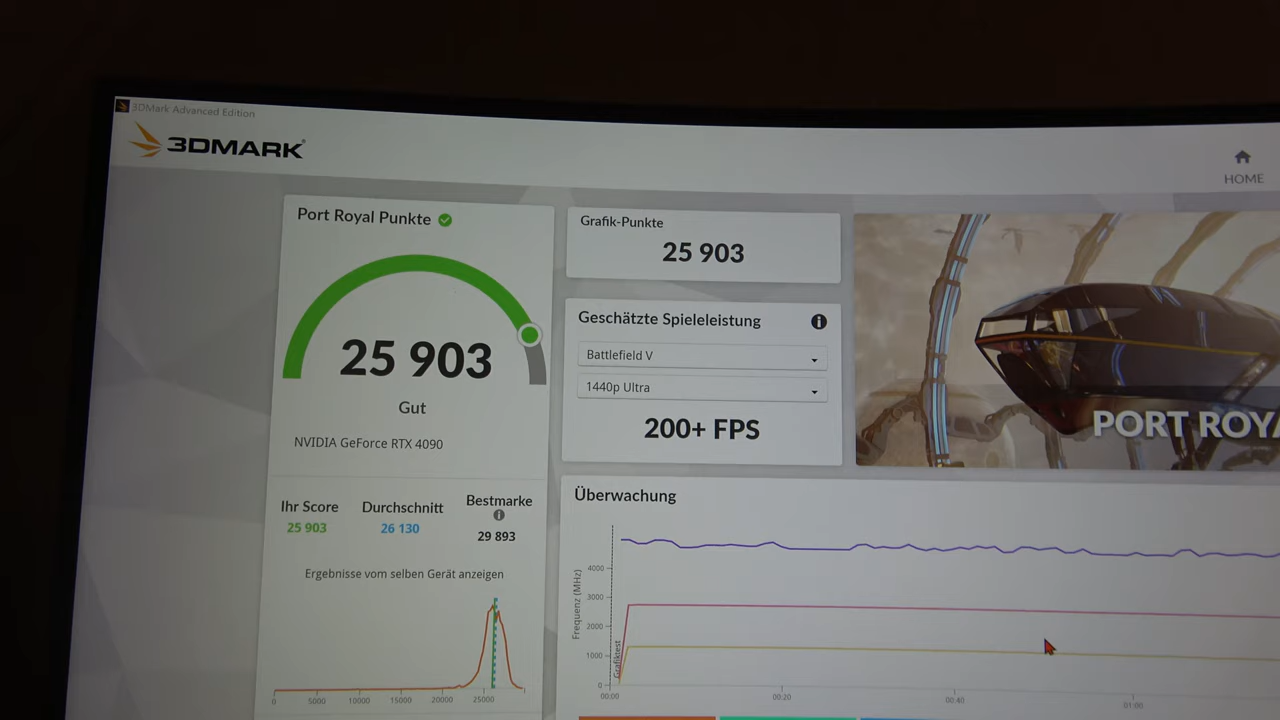 3DMark Advanced Edition
3DMARK
HOME
Port Royal Punkte
25 903
Gut
NVIDIA GeForce RTX 4090
Ihr Score
25 903
Durchschnitt
26 130
Bestmarke
29 893
Ergebnisse vom selben Gerät anzeigen
0 5000 10000 15000 20000 25000
Grafik-Punkte
25 903
Geschätzte Spieleleistung
Battlefield V
1440p Ultra
200+ FPS
PORT ROYA
Überwachung
Frequenz (MHz)
4000
3000
2000
1000
0
Grafiktest
00:00 00:20 00:40 01:00